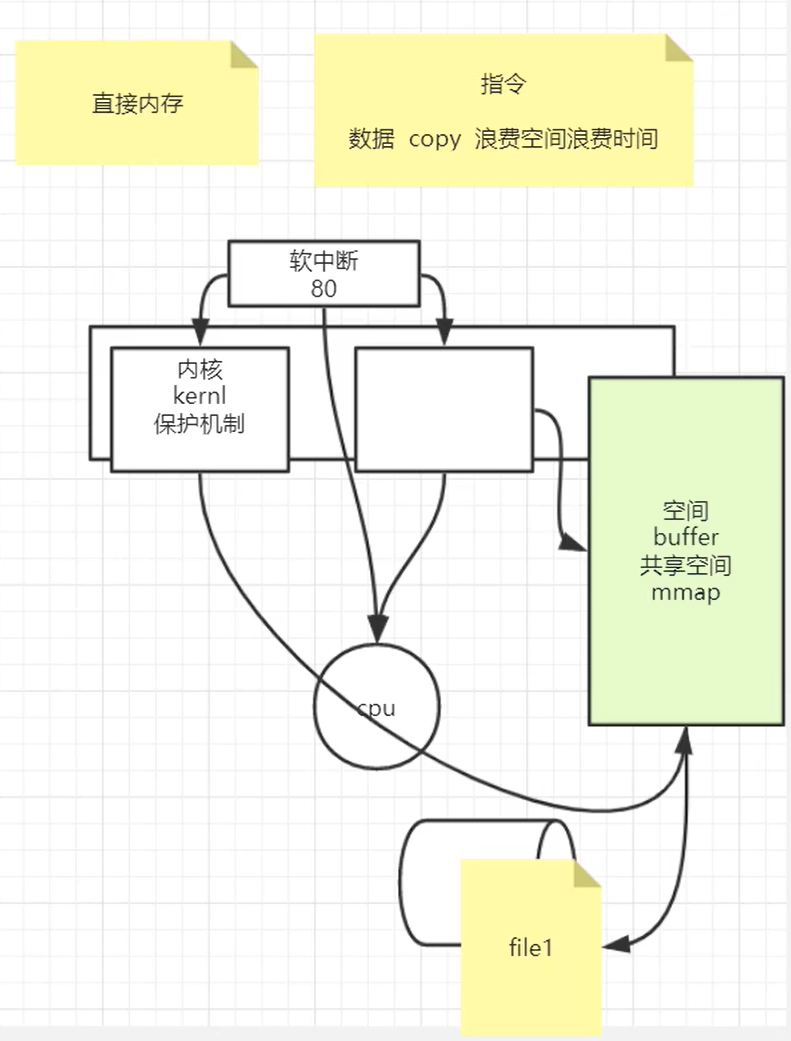 直接内存
指令
数据 copy 浪费空间浪费时间
软中断
80
内核
kernl
保护机制
空间
buffer
共享空间
mmap
cpu
file1